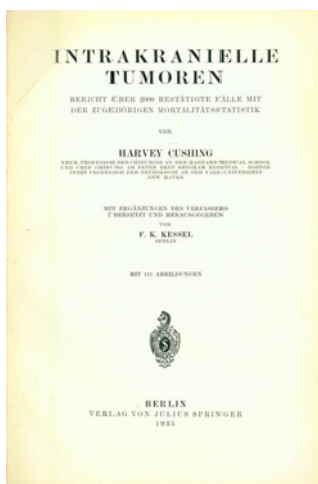 INTRAKRANIELLE
TUMOREN
BERICHT ÜBER 2000 BESTÄTIGTE FÄLLE MIT
DER ZUGEHÖRIGEN MORTALITÄTSSTATISTIK
VON
HARVEY CUSHING
EHEM. PROFESSOR DER CHIRURGIE AN DER HARVARD MEDICAL SCHOOL
UND CHEF-CHIRURG AM PETER BENT BRIGHAM HOSPITAL · BOSTON
JETZT PROFESSOR DER NEUROLOGIE AN DER YALE-UNIVERSITÄT
NEW HAVEN
MIT ERGÄNZUNGEN DES VERFASSERS
ÜBERSETZT UND HERAUSGEGEBEN
VON
F. K. KESSEL
BERLIN
MIT 111 ABBILDUNGEN
BERLIN
VERLAG VON JULIUS SPRINGER
1935